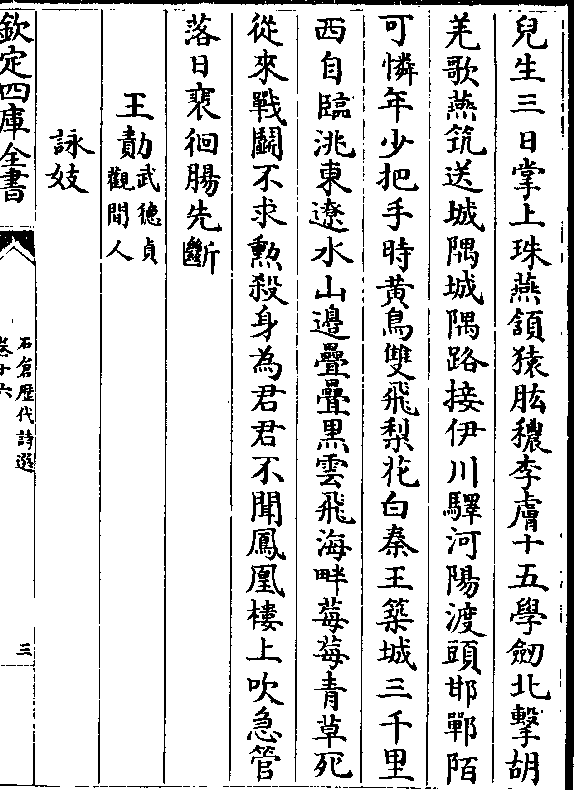 兒生三日掌上珠燕頷猿肱穠李膚十五學劒北擊胡
羌歌燕筑送城隅城隅路接伊川驛河陽渡頭邯鄲陌
可憐年少把手時黃鳥雙飛梨花白秦王築城三千里
西自臨洮東遼水山邊疊疊黑雲飛海畔莓莓青草死
從來戰鬬不求勲殺身為君君不聞鳳凰樓上吹急管
落日裵徊腸先斷
王勣武德貞
觀間人
詠妓
欽定四庫全書
石倉歴代詩選
卷十六
三